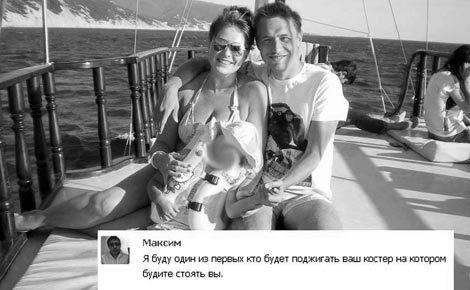 Максим
Я буду один из первых кто будет поджигать ваш костер на котором
будите стоять вы.